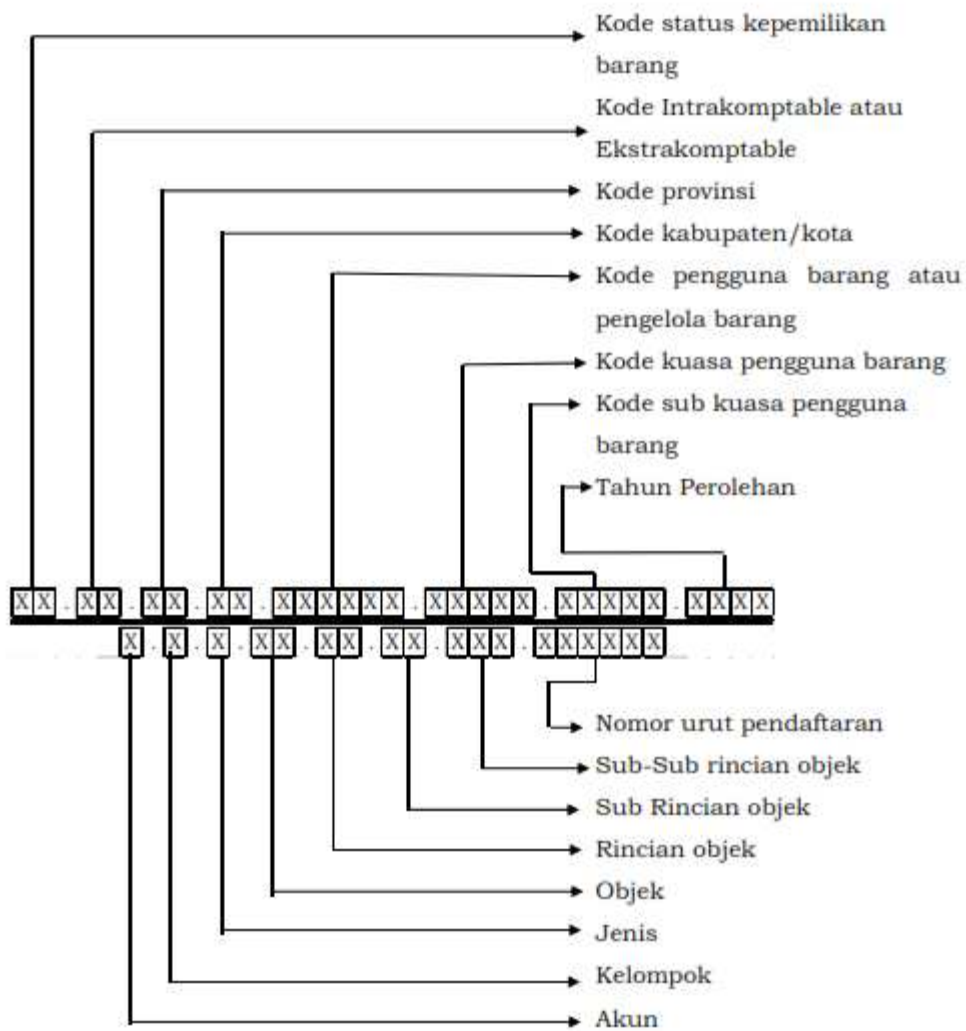 Kode status kepemilikan
barang
Kode Intrakomptable atau
Ekstrakomptable
Kode provinsi
Kode kabupaten/kota
Kode pengguna barang atau
pengelola barang
Kode kuasa pengguna barang
Kode sub kuasa pengguna
barang
Tahun Perolehan
XX.XX.XX.XX.XXXXXX.XXXXX.XXXXX.XXXX
X.X.X.XX.XX.XX.XXX.XXXXXX
Nomor urut pendaftaran
Sub-Sub rincian objek
Sub Rincian objek
Rincian objek
Objek
Jenis
Kelompok
Akun